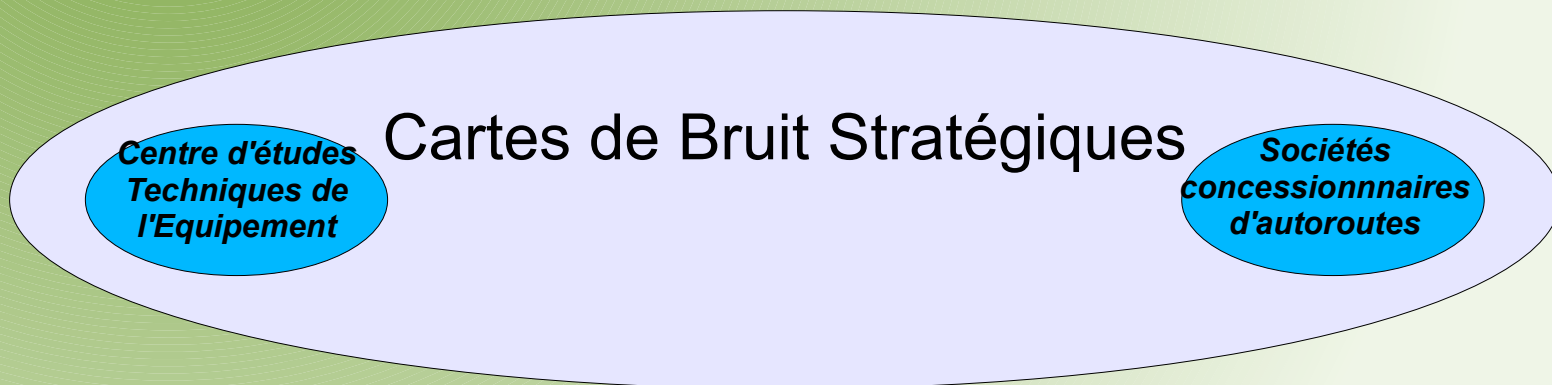 Cartes de Bruit Stratégiques
Centre d'études
Techniques de
l'Equipement
Sociétés
concessionnnaires
d'autoroutes